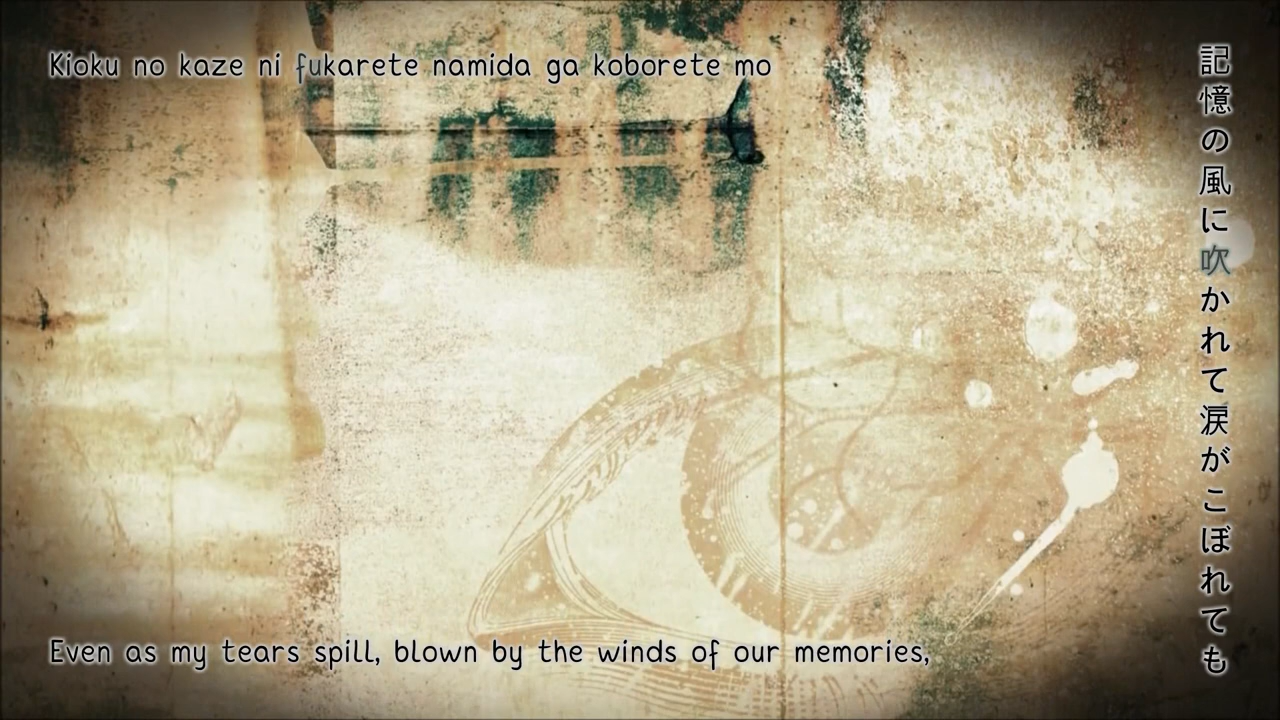 Kioku no kaze ni fukarete namida ga koborete mo
記憶の風に吹かれて涙がこぼれても
Even as my tears spill, blown by the winds of our memories,